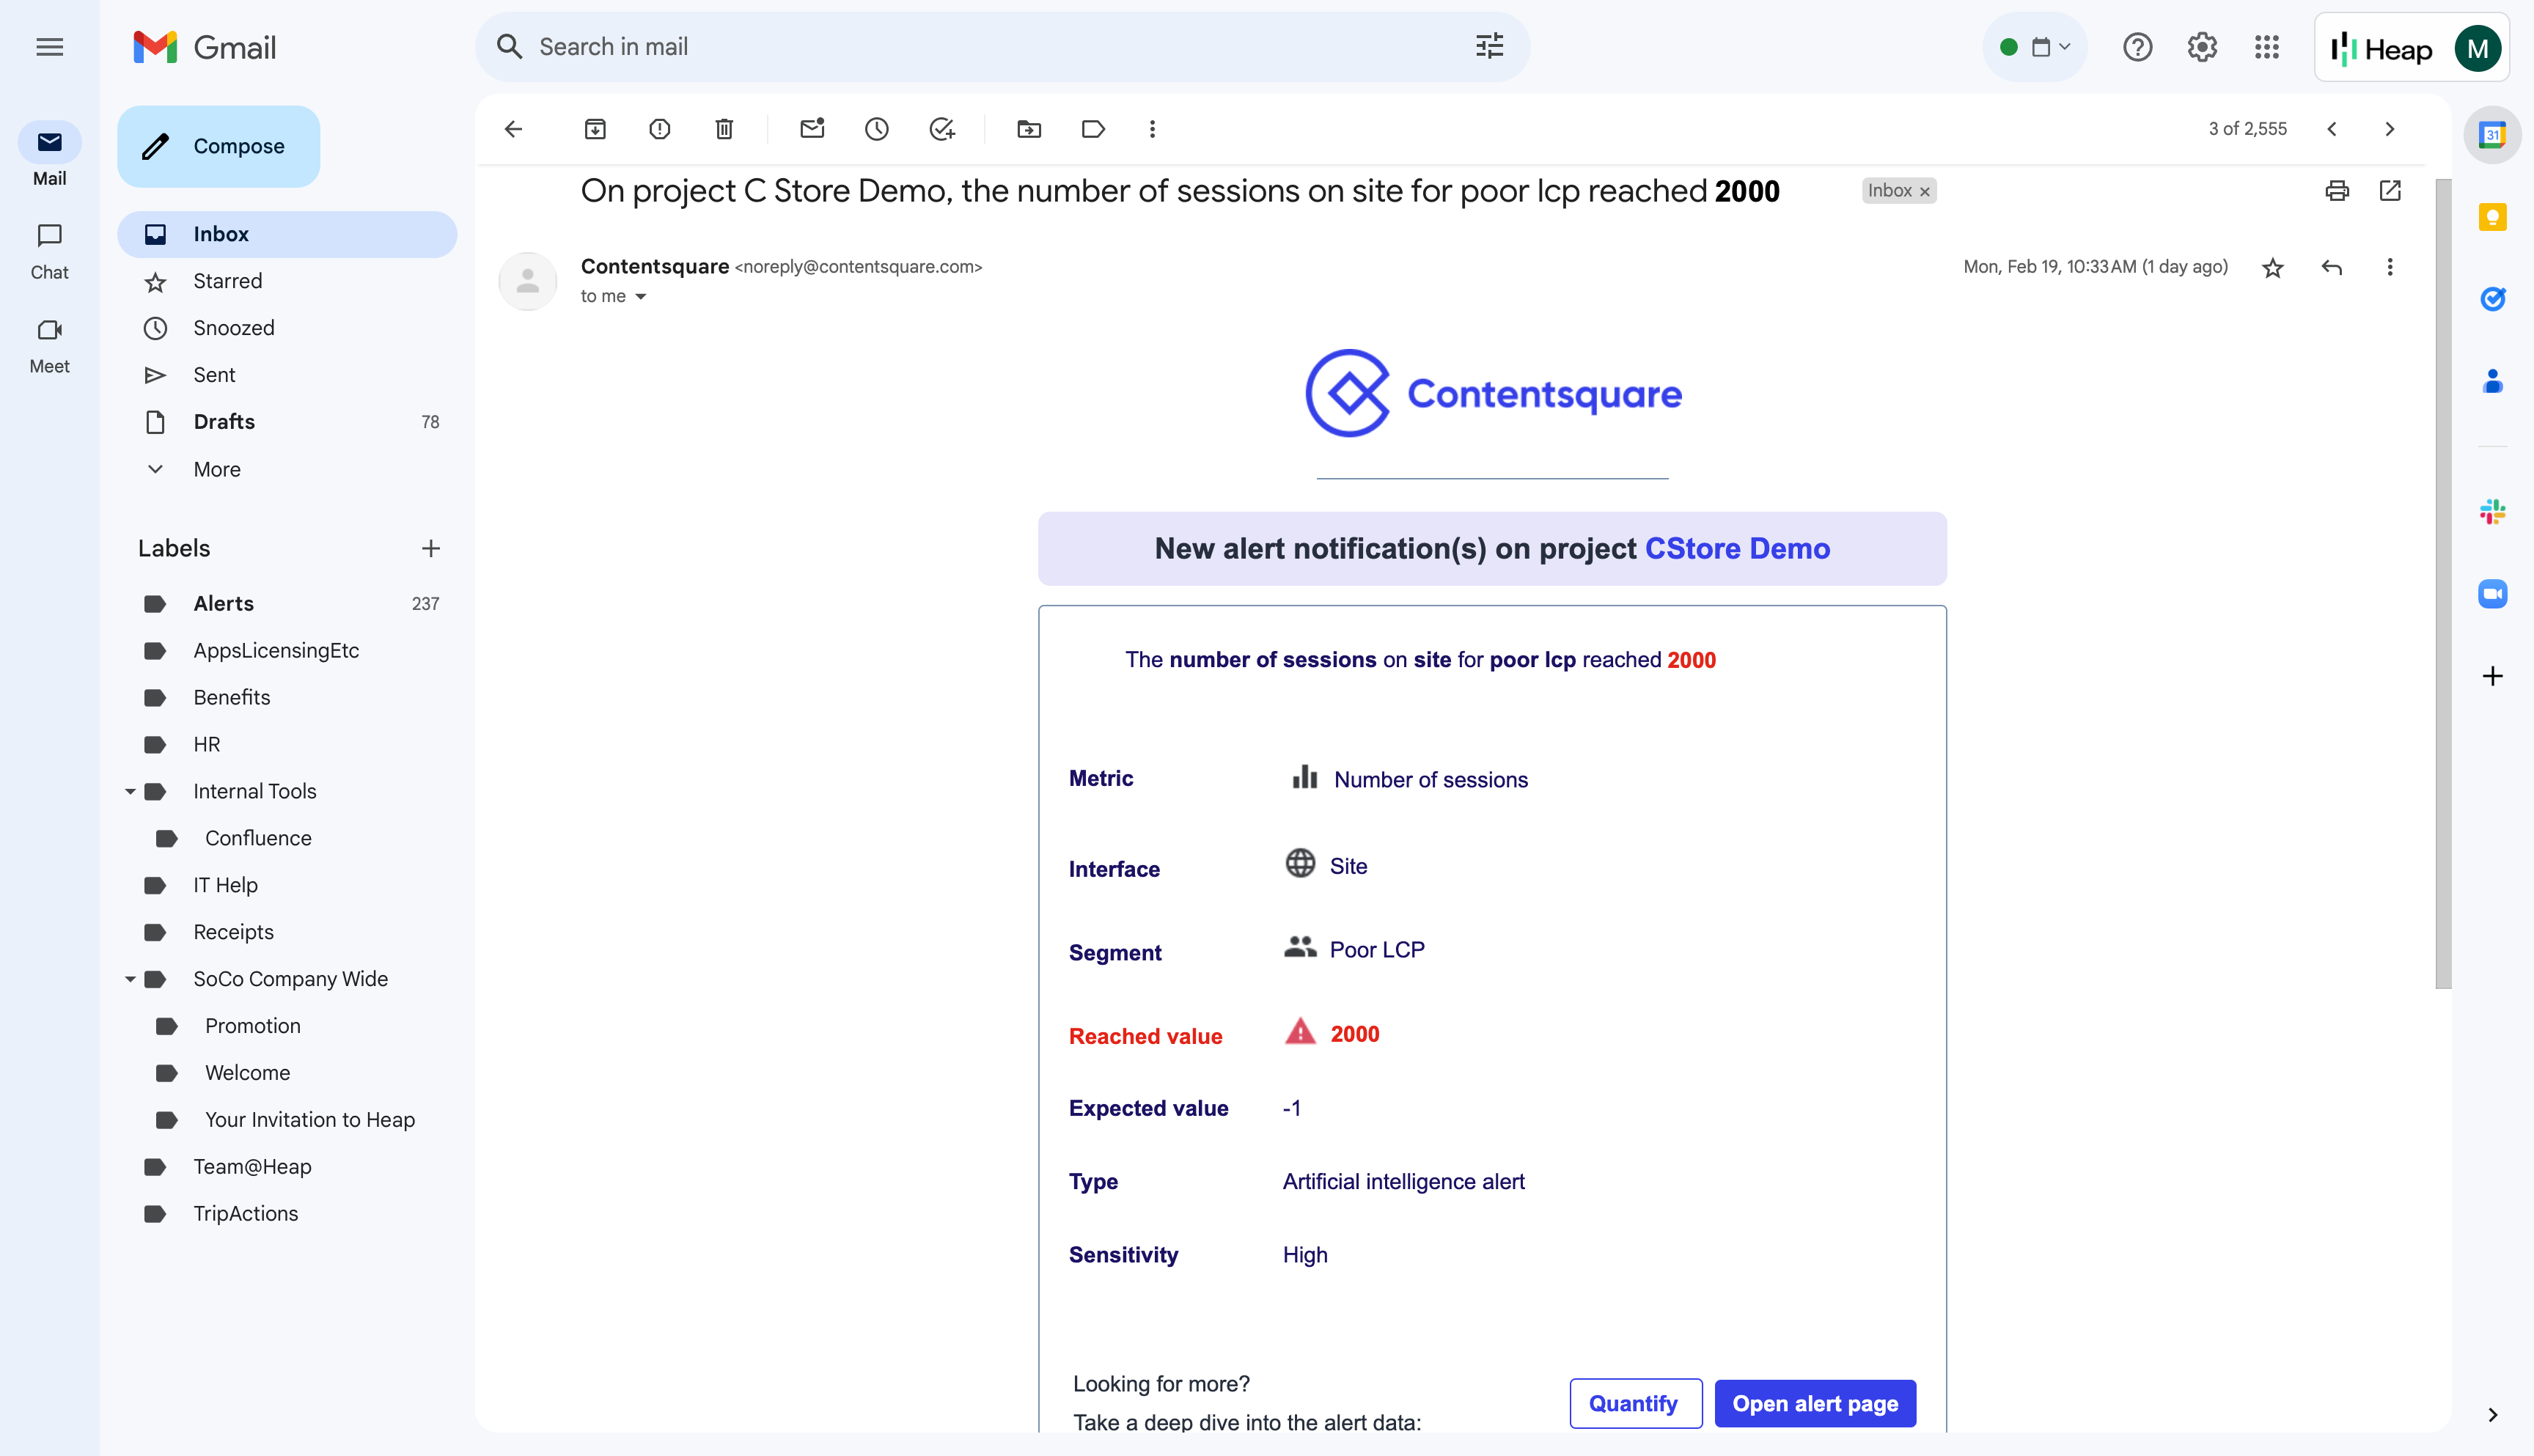 Gmail
Search in mail
Heap
M
Mail
Chat
Meet
Compose
Inbox
Starred
Snoozed
Sent
Drafts 78
More
Labels
Alerts 237
AppsLicensingEtc
Benefits
HR
Internal Tools
Confluence
IT Help
Receipts
SoCo Company Wide
Promotion
Welcome
Your Invitation to Heap
Team@Heap
TripActions
3 of 2,555
On project C Store Demo, the number of sessions on site for poor lcp reached 2000
Inbox ×
Contentsquare <noreply@contentsquare.com>
Mon, Feb 19, 10:33 AM (1 day ago)
to me
Contentsquare
New alert notification(s) on project CStore Demo
The number of sessions on site for poor lcp reached 2000
Metric Number of sessions
Interface Site
Segment Poor LCP
Reached value 2000
Expected value -1
Type Artificial intelligence alert
Sensitivity High
Looking for more?
Take a deep dive into the alert data:
Quantify
Open alert page
31